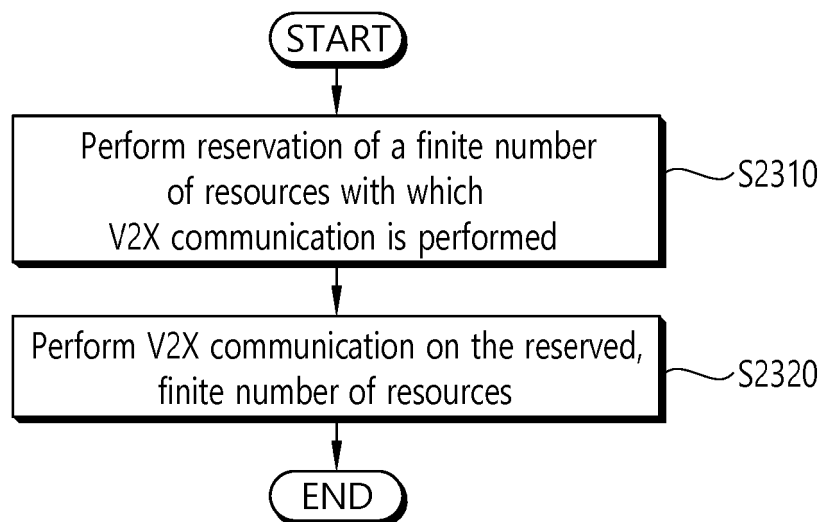 START
Perform reservation of a finite number
of resources with which
V2X communication is performed
S2310
Perform V2X communication on the reserved,
finite number of resources
S2320
END